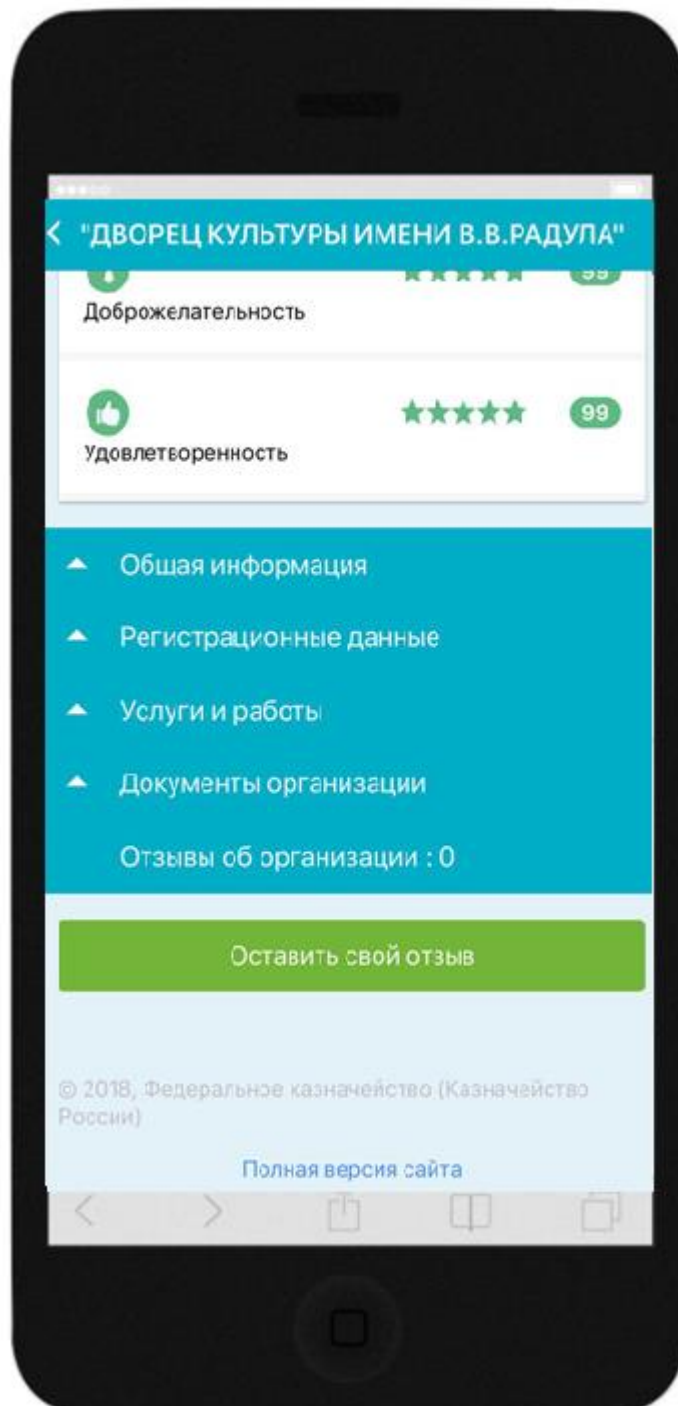 "ДВОРЕЦ КУЛЬТУРЫ ИМЕНИ В.В.РАДУЛА"
99
Доброжелательность
99
Удовлетворенность
Общая информация
Регистрационные данные
Услуги и работы
Документы организации
Отзывы об организации : 0
Оставить свой отзыв
© 2018, Федеральное казначейство (Казначейство
России)
Полная версия сайта